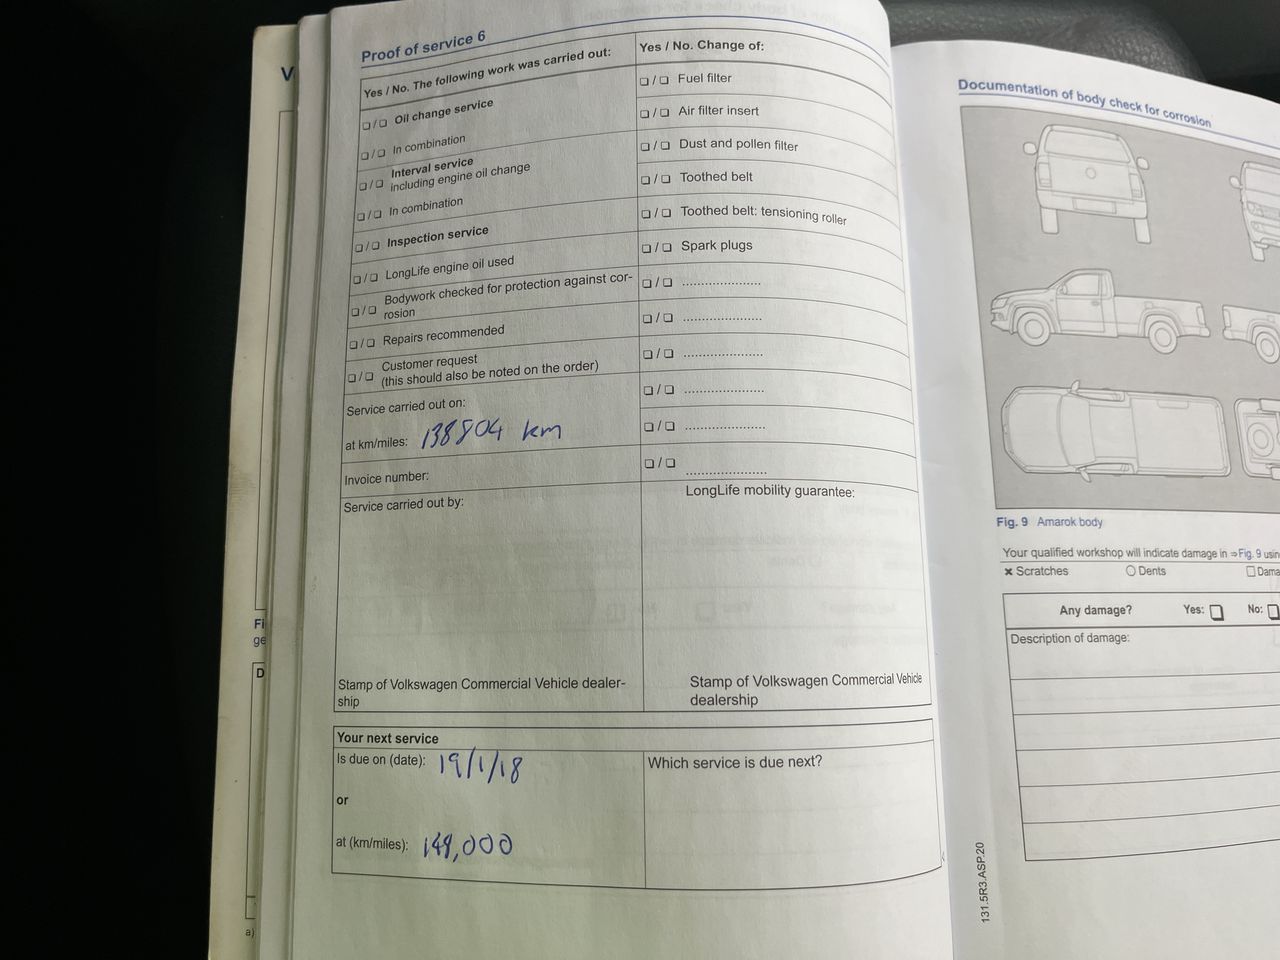 V
Fi
ge
D
a)
Proof of service 6
Yes / No. The following work was carried out:
❑/❑ Oil change service
❑/❑ In combination
❑/❑ Interval service
including engine oil change
❑/❑ In combination
❑/❑ Inspection service
❑/❑ LongLife engine oil used
❑/❑ Bodywork checked for protection against cor-
rosion
❑/❑ Repairs recommended
❑/❑ Customer request
(this should also be noted on the order)
Service carried out on:
at km/miles: 138804 km
Invoice number:
Service carried out by:
Stamp of Volkswagen Commercial Vehicle dealer-
ship
Yes / No. Change of:
❑/❑ Fuel filter
❑/❑ Air filter insert
❑/❑ Dust and pollen filter
❑/❑ Toothed belt
❑/❑ Toothed belt: tensioning roller
❑/❑ Spark plugs
❑/❑ .....................
❑/❑ .....................
❑/❑ .....................
❑/❑ .....................
❑/❑ .....................
❑/❑ .....................
LongLife mobility guarantee:
Stamp of Volkswagen Commercial Vehicle
dealership
Your next service
Is due on (date): 19/1/18
or
at (km/miles):
Which service is due next?
Documentation of body check for corrosion
Fig. 9 Amarok body
Your qualified workshop will indicate damage in ⇒Fig. 9 usin
× Scratches ○ Dents ❑ Dama
Any damage? Yes: ❑ No: ❑
Description of damage:
131.5R3.ASP.20